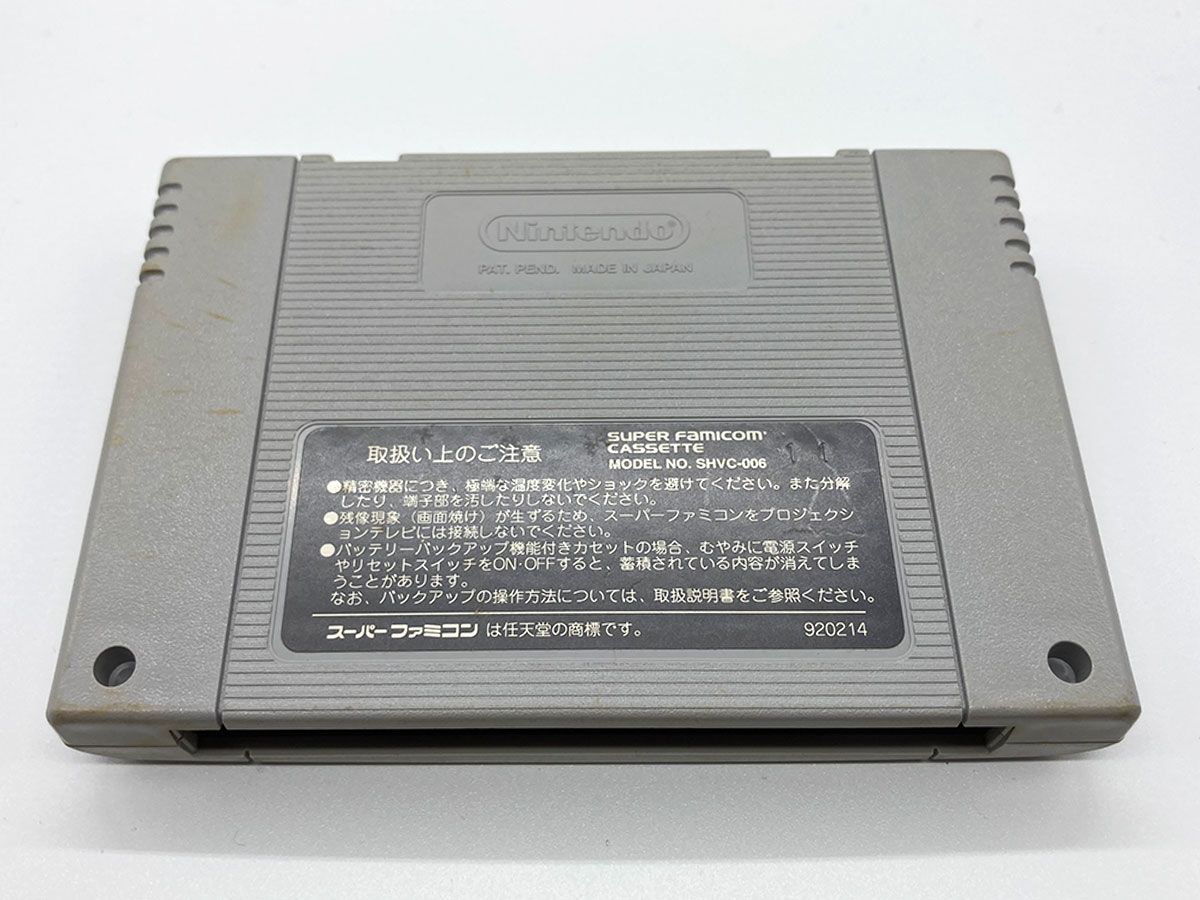 Nintendo®
PAT. PEND. MADE IN JAPAN
取扱い上のご注意
SUPER FAMICOM®
CASSETTE
MODEL NO. SHVC-006
11
●精密機器につき、極端な温度変化やショックを避けてください。また分解
したり、端子部を汚したりしないでください。
●残像現象(画面焼け)が生ずるため、スーパーファミコンをプロジェクシ
ョンテレビには接続しないでください。
●バッテリーバックアップ機能付きカセットの場合、むやみに電源スイッチ
やリセットスイッチをON・OFFすると、蓄積されている内容が消えてしま
うことがあります。
なお、バックアップの操作方法については、取扱説明書をご参照ください。
スーパーファミコン は任天堂の商標です。
920214